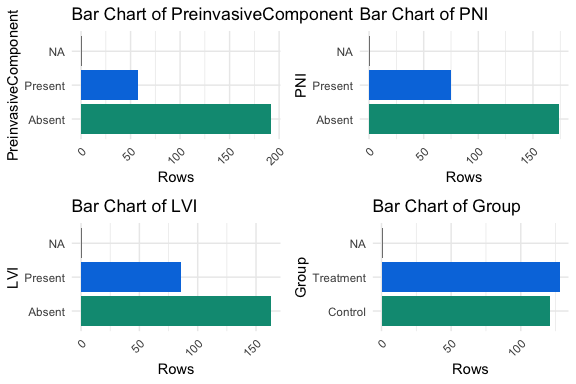 Bar Chart of PreinvasiveComponent
PreinvasiveComponent
NA
Present
Absent
0
50
100
150
200
Rows
Bar Chart of PNI
PNI
NA
Present
Absent
0
50
100
150
Rows
Bar Chart of LVI
LVI
NA
Present
Absent
0
50
100
150
Rows
Bar Chart of Group
Group
NA
Treatment
Control
0
50
100
Rows